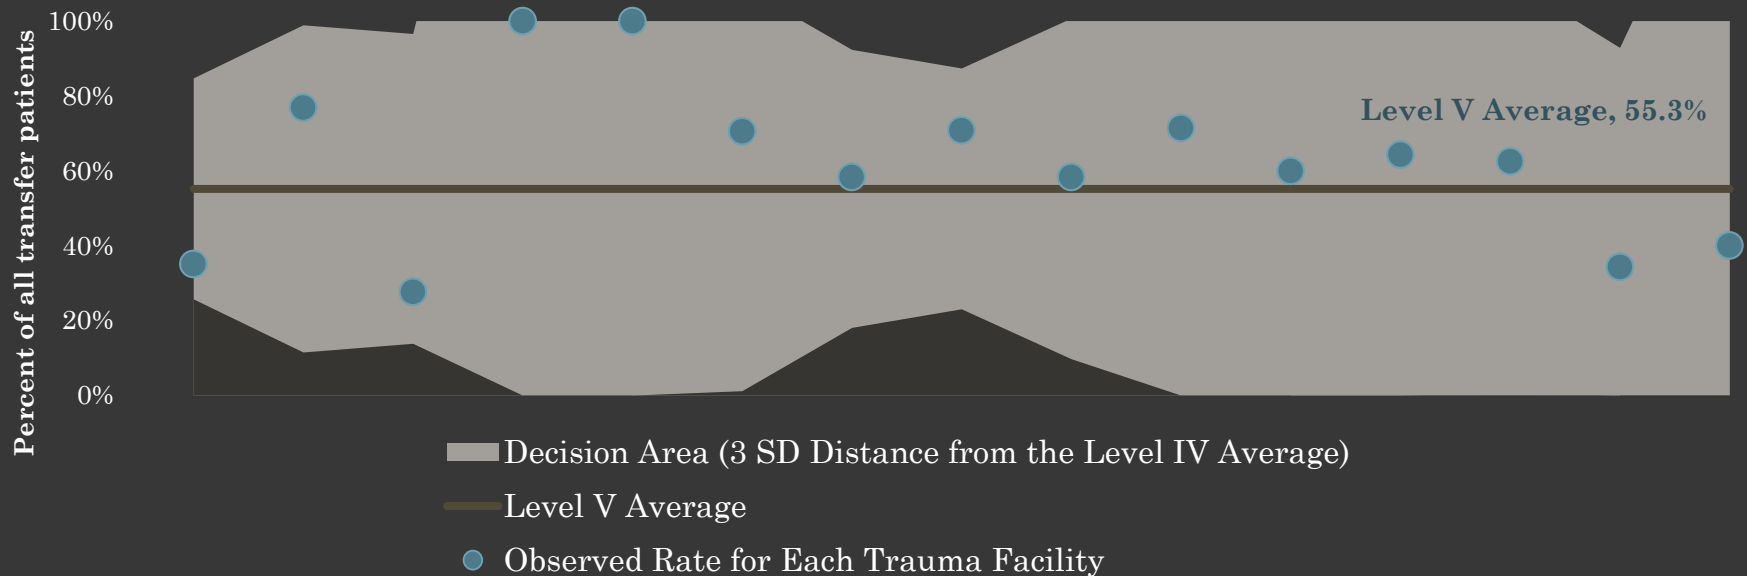 Percent of all transfer patients
100%
80%
60%
40%
20%
0%
Level V Average, 55.3%
Decision Area (3 SD Distance from the Level IV Average)
Level V Average
Observed Rate for Each Trauma Facility